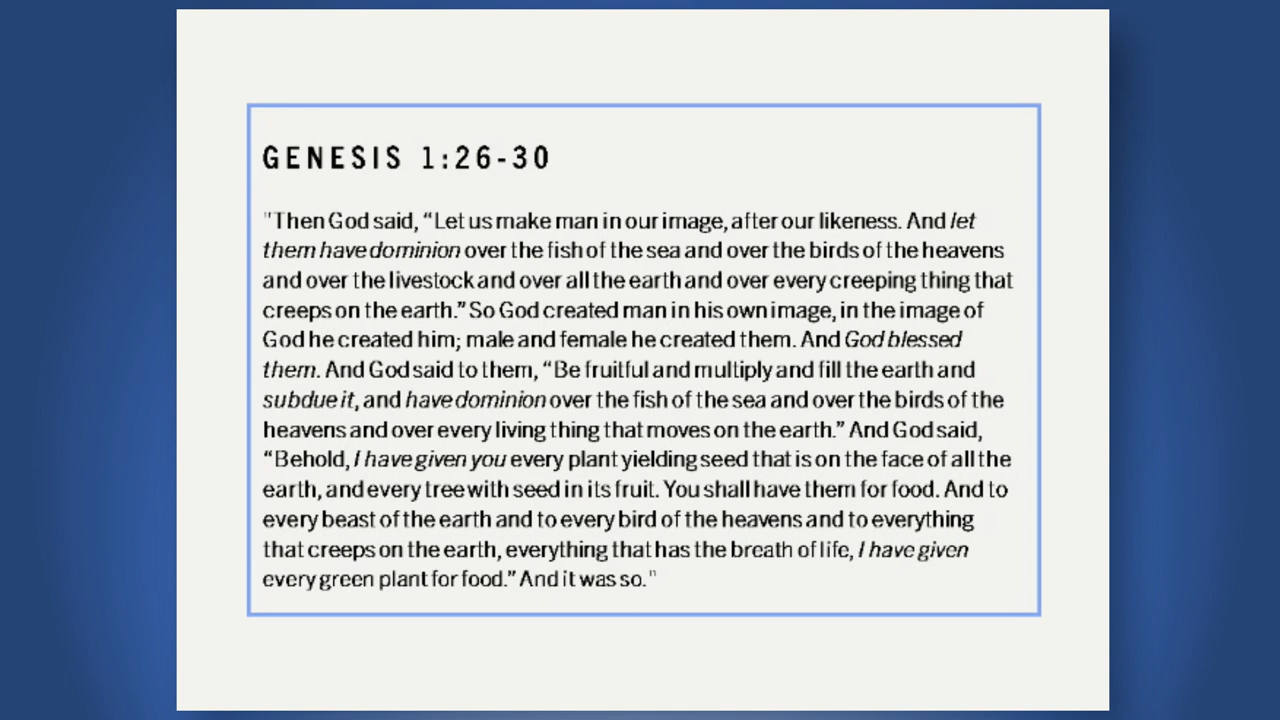 GENESIS 1:26-30
"Then God said, “Let us make man in our image, after our likeness. And let
them have dominion over the fish of the sea and over the birds of the heavens
and over the livestock and over all the earth and over every creeping thing that
creeps on the earth.” So God created man in his own image, in the image of
God he created him; male and female he created them. And God blessed
them. And God said to them, “Be fruitful and multiply and fill the earth and
subdue it, and have dominion over the fish of the sea and over the birds of the
heavens and over every living thing that moves on the earth.” And God said,
“Behold, I have given you every plant yielding seed that is on the face of all the
earth, and every tree with seed in its fruit. You shall have them for food. And to
every beast of the earth and to every bird of the heavens and to everything
that creeps on the earth, everything that has the breath of life, I have given
every green plant for food.” And it was so."